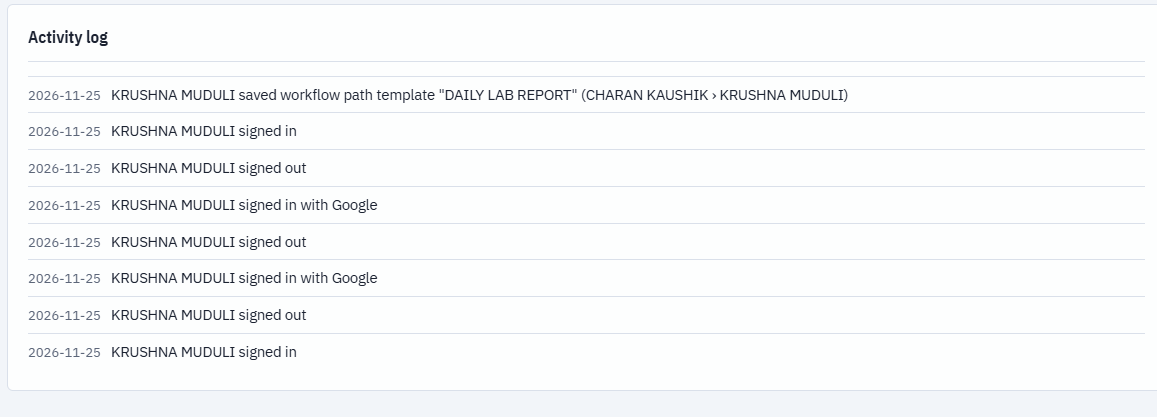 Activity log
2026-11-25 KRUSHNA MUDULI saved workflow path template "DAILY LAB REPORT" (CHARAN KAUSHIK › KRUSHNA MUDULI)
2026-11-25 KRUSHNA MUDULI signed in
2026-11-25 KRUSHNA MUDULI signed out
2026-11-25 KRUSHNA MUDULI signed in with Google
2026-11-25 KRUSHNA MUDULI signed out
2026-11-25 KRUSHNA MUDULI signed in with Google
2026-11-25 KRUSHNA MUDULI signed out
2026-11-25 KRUSHNA MUDULI signed in